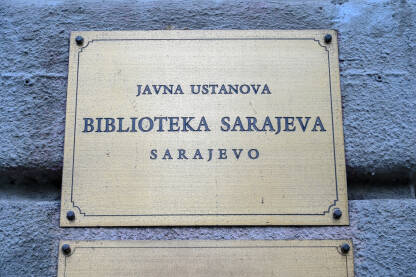 JAVNA USTANOVA
BIBLIOTEKA SARAJEVA
SARAJEVO